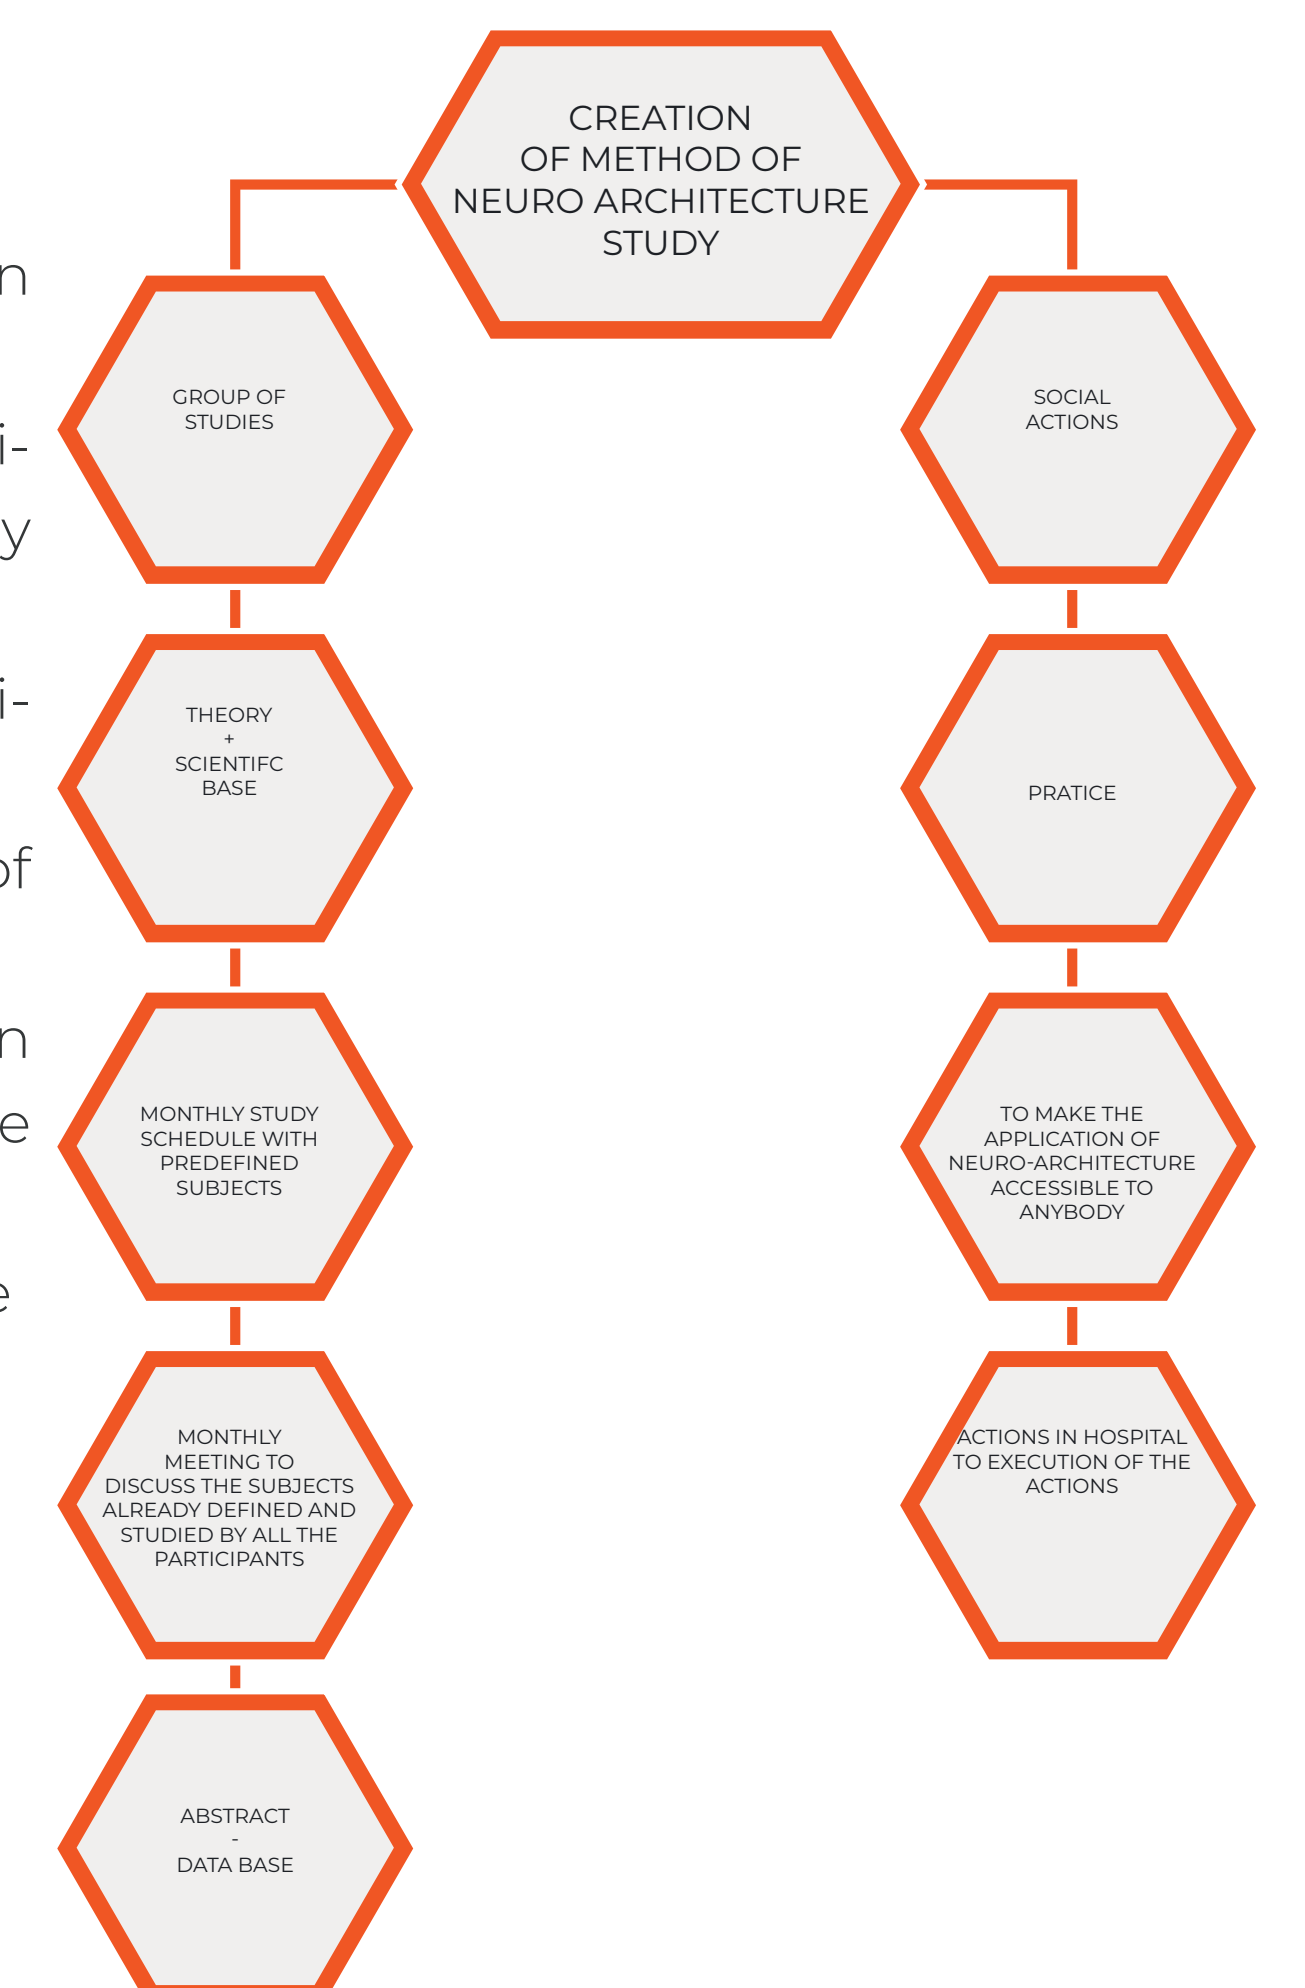 CREATION
OF METHOD OF
NEURO ARCHITECTURE
STUDY
n
i-
y
i-
of
n
e
e
GROUP OF
STUDIES
THEORY
+
SCIENTIFC
BASE
MONTHLY STUDY
SCHEDULE WITH
PREDEFINED
SUBJECTS
MONTHLY
MEETING TO
DISCUSS THE SUBJECTS
ALREADY DEFINED AND
STUDIED BY ALL THE
PARTICIPANTS
ABSTRACT
-
DATA BASE
SOCIAL
ACTIONS
PRATICE
TO MAKE THE
APPLICATION OF
NEURO-ARCHITECTURE
ACCESSIBLE TO
ANYBODY
ACTIONS IN HOSPITAL
TO EXECUTION OF THE
ACTIONS